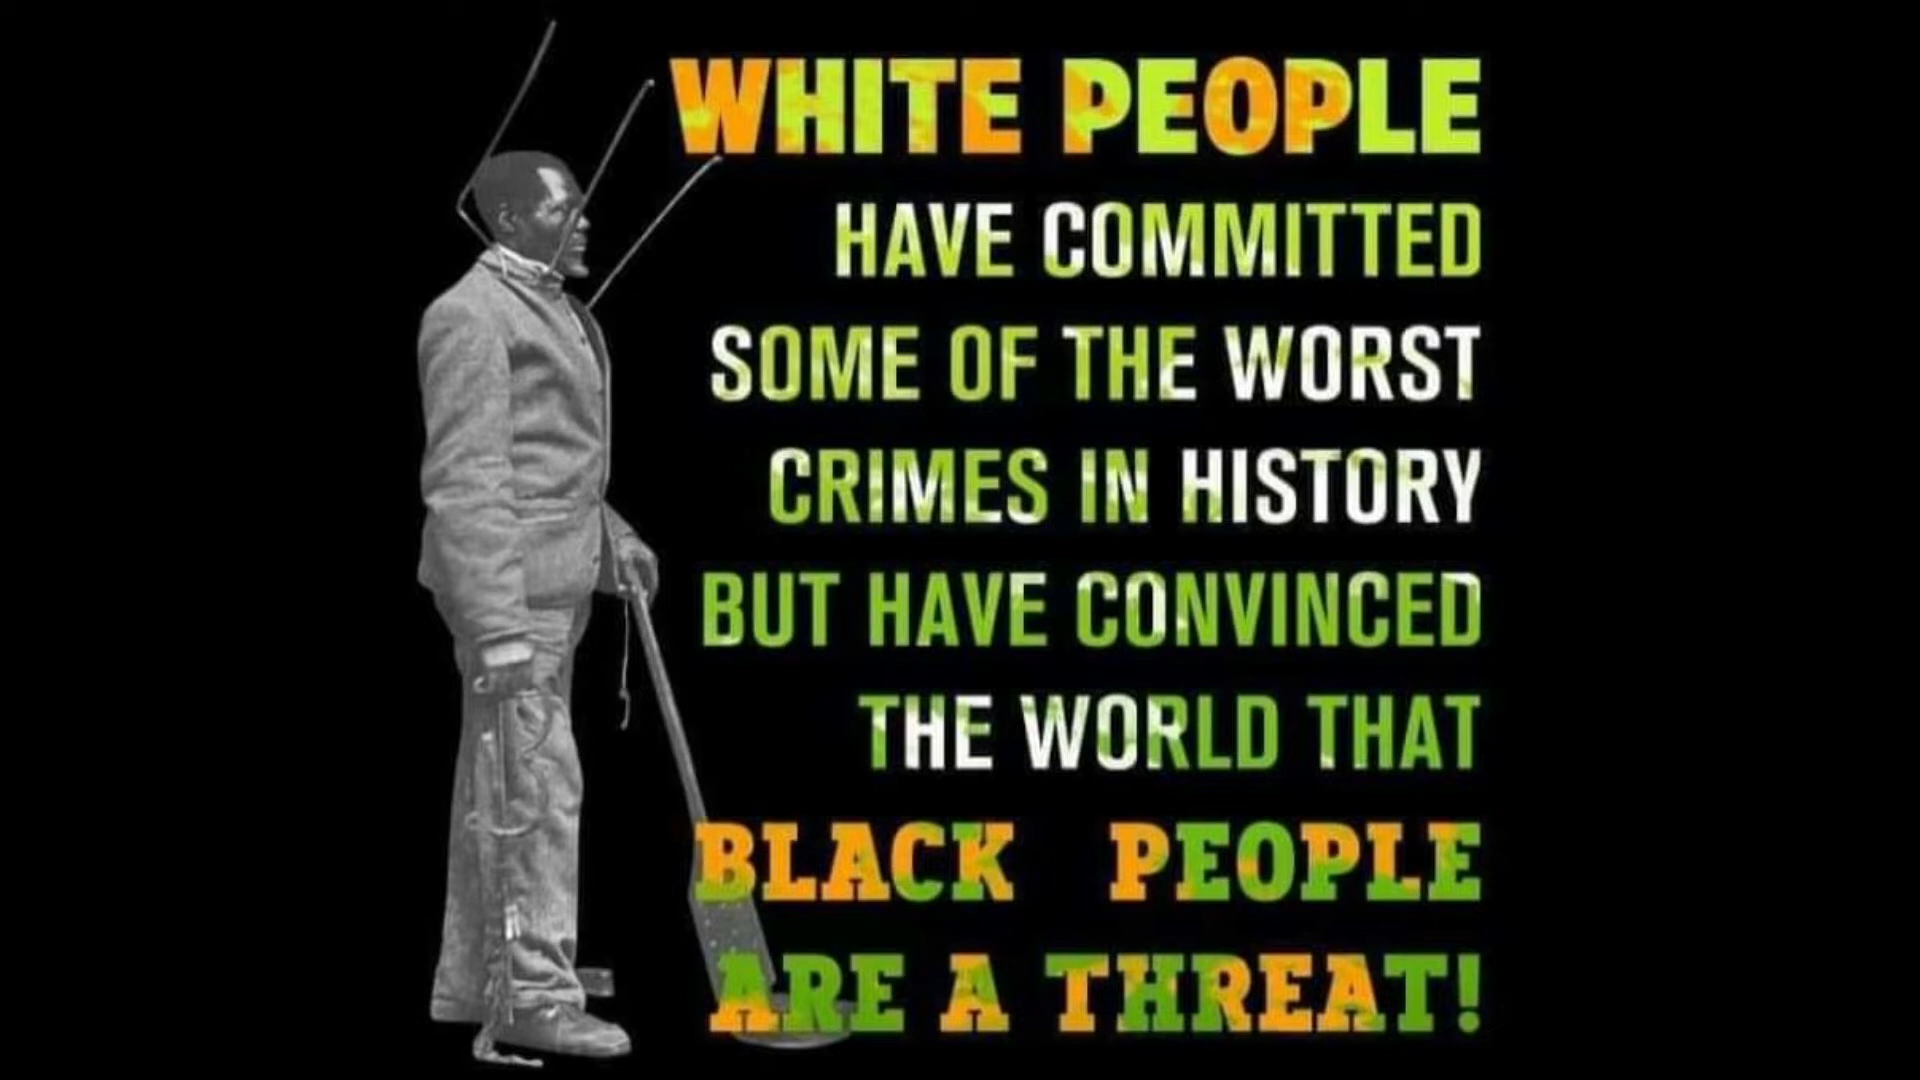 WHITE PEOPLE
HAVE COMMITTED
SOME OF THE WORST
CRIMES IN HISTORY
BUT HAVE CONVINCED
THE WORLD THAT
BLACK PEOPLE
ARE A THREAT!